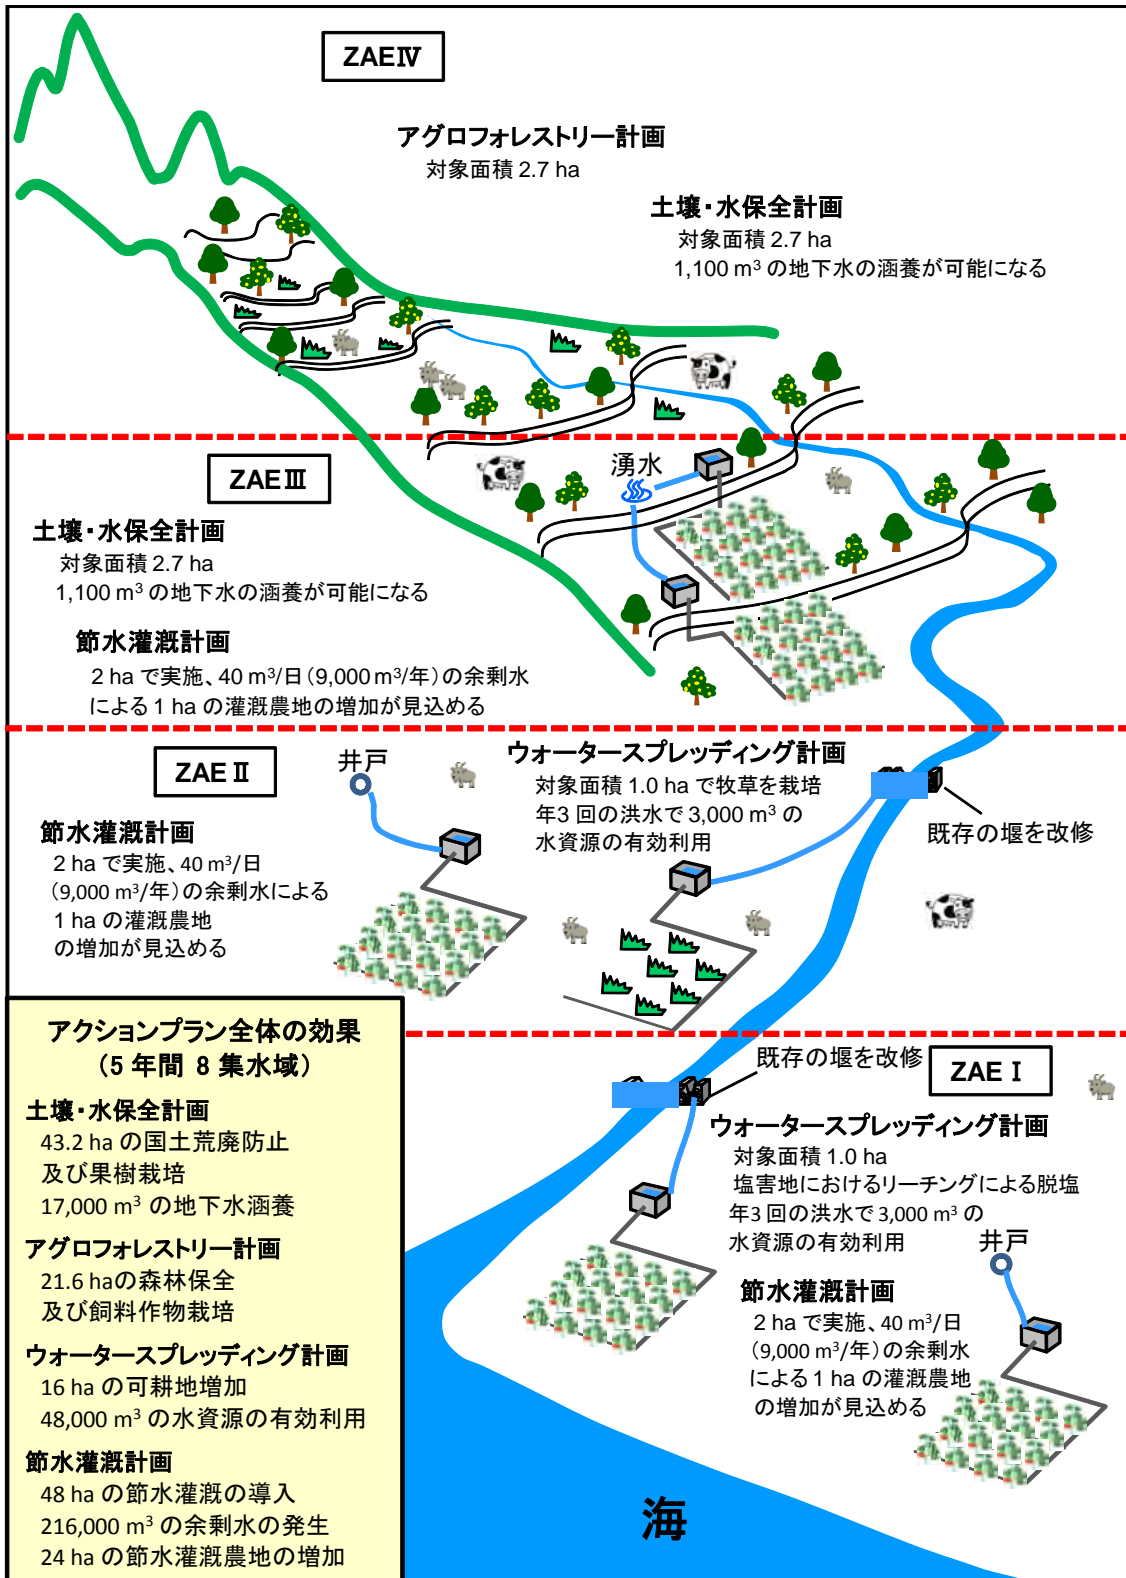 ZAEⅣ
アグロフォレストリー計画
対象面積 2.7 ha
土壌・水保全計画
対象面積 2.7 ha
1,100 m³ の地下水の涵養が可能になる
ZAEⅢ
湧水
土壌・水保全計画
対象面積 2.7 ha
1,100 m³ の地下水の涵養が可能になる
節水灌漑計画
2 ha で実施、40 m³/日（9,000 m³/年）の余剰水
による 1 ha の灌漑農地の増加が見込める
ZAEⅡ
井戸
節水灌漑計画
2 ha で実施、40 m³/日
（9,000 m³/年）の余剰水による
1 ha の灌漑農地
の増加が見込める
ウォータースプレッディング計画
対象面積 1.0 ha で牧草を栽培
年3 回の洪水で 3,000 m³ の
水資源の有効利用
既存の堰を改修
既存の堰を改修
ZAEⅠ
ウォータースプレッディング計画
対象面積 1.0 ha
塩害地におけるリーチングによる脱塩
年3 回の洪水で 3,000 m³ の
水資源の有効利用
井戸
節水灌漑計画
2 ha で実施、40 m³/日
（9,000 m³/年）の余剰水
による 1 ha の灌漑農地
の増加が見込める
海
アクションプラン全体の効果
（5 年間 8 集水域）
土壌・水保全計画
43.2 ha の国土荒廃防止
及び果樹栽培
17,000 m³ の地下水涵養
アグロフォレストリー計画
21.6 haの森林保全
及び飼料作物栽培
ウォータースプレッディング計画
16 ha の可耕地増加
48,000 m³ の水資源の有効利用
節水灌漑計画
48 ha の節水灌漑の導入
216,000 m³ の余剰水の発生
24 ha の節水灌漑農地の増加